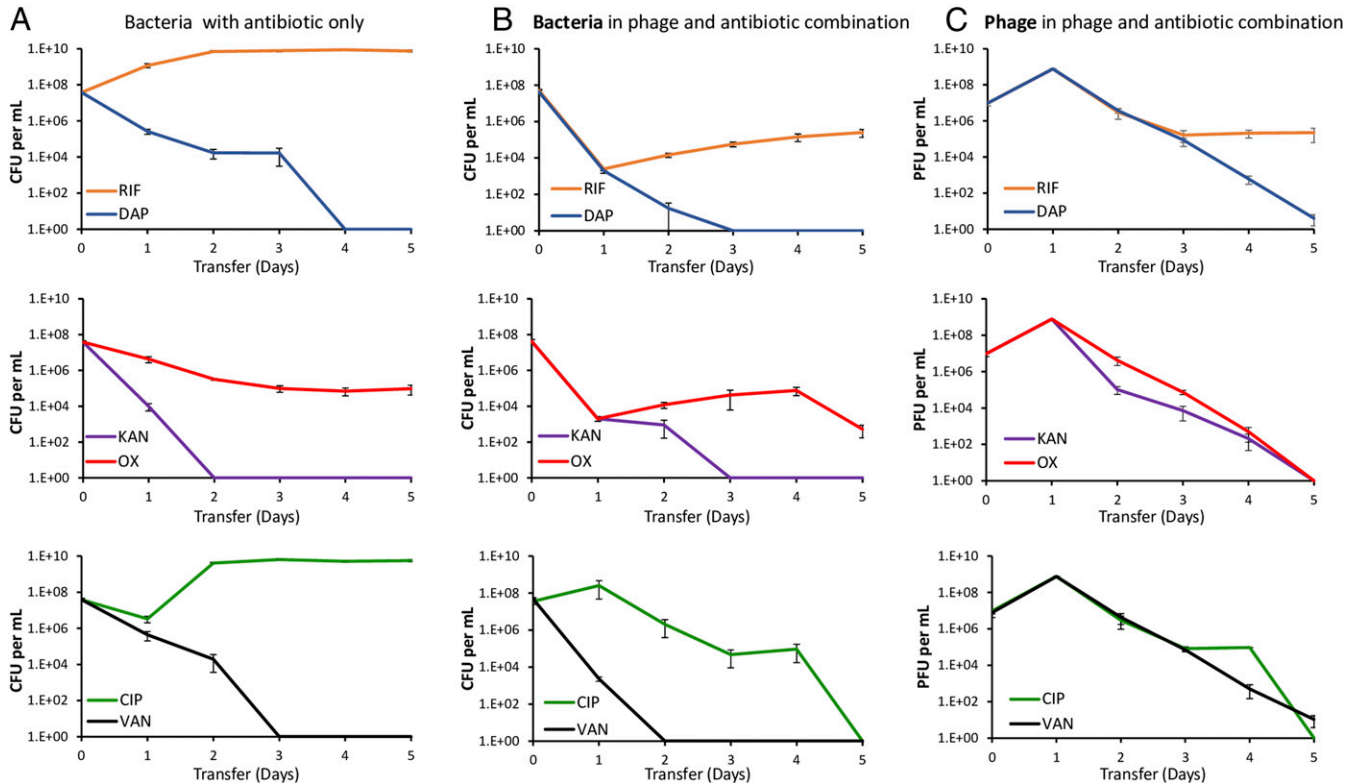 A Bacteria with antibiotic only
B Bacteria in phage and antibiotic combination
C Phage in phage and antibiotic combination
CFU per mL
1.E+10
1.E+08
1.E+06
1.E+04
1.E+02
1.E+00
RIF
DAP
0 1 2 3 4 5
Transfer (Days)
CFU per mL
1.E+10
1.E+08
1.E+06
1.E+04
1.E+02
1.E+00
RIF
DAP
0 1 2 3 4 5
Transfer (Days)
PFU per mL
1.E+10
1.E+08
1.E+06
1.E+04
1.E+02
1.E+00
RIF
DAP
0 1 2 3 4 5
Transfer (Days)
CFU per mL
1.E+10
1.E+08
1.E+06
1.E+04
1.E+02
1.E+00
KAN
OX
0 1 2 3 4 5
Transfer (Days)
CFU per mL
1.E+10
1.E+08
1.E+06
1.E+04
1.E+02
1.E+00
KAN
OX
0 1 2 3 4 5
Transfer (Days)
PFU per mL
1.E+10
1.E+08
1.E+06
1.E+04
1.E+02
1.E+00
KAN
OX
0 1 2 3 4 5
Transfer (Days)
CFU per mL
1.E+10
1.E+08
1.E+06
1.E+04
1.E+02
1.E+00
CIP
VAN
0 1 2 3 4 5
Transfer (Days)
CFU per mL
1.E+10
1.E+08
1.E+06
1.E+04
1.E+02
1.E+00
CIP
VAN
0 1 2 3 4 5
Transfer (Days)
PFU per mL
1.E+10
1.E+08
1.E+06
1.E+04
1.E+02
1.E+00
CIP
VAN
0 1 2 3 4 5
Transfer (Days)